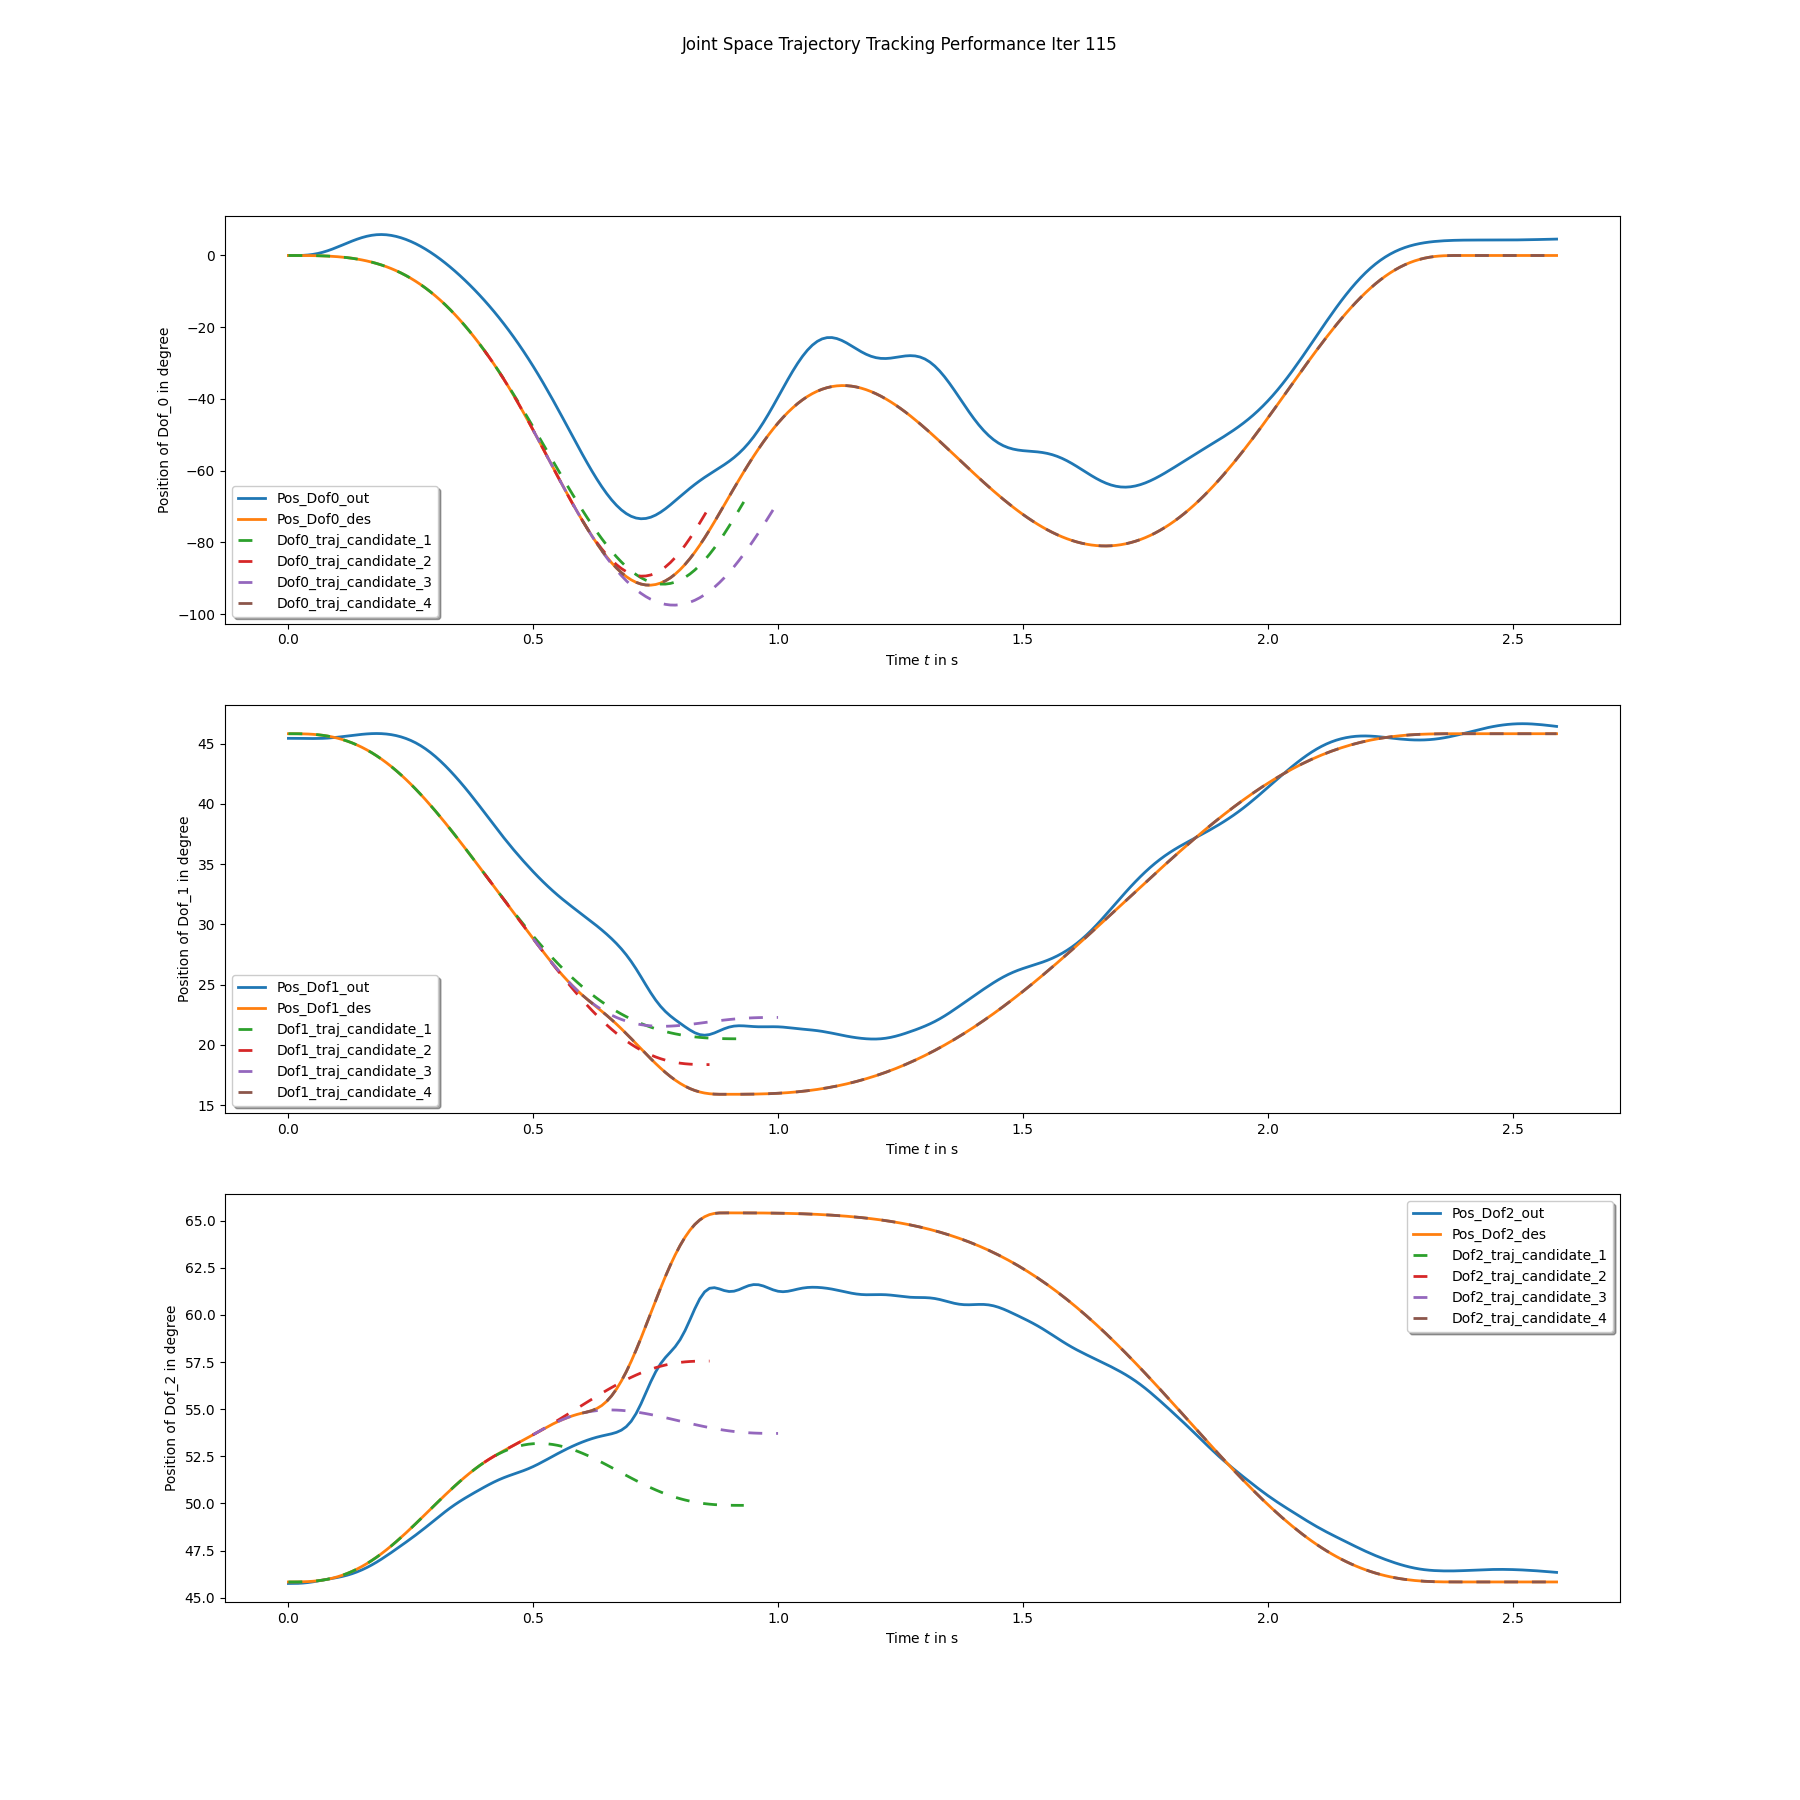 Joint Space Trajectory Tracking Performance Iter 115
0
−20
−40
−60
−80
−100
Position of Dof_0 in degree
Pos_Dof0_out
Pos_Dof0_des
Dof0_traj_candidate_1
Dof0_traj_candidate_2
Dof0_traj_candidate_3
Dof0_traj_candidate_4
0.0 0.5 1.0 1.5 2.0 2.5
Time t in s
45
40
35
30
25
20
15
Position of Dof_1 in degree
Pos_Dof1_out
Pos_Dof1_des
Dof1_traj_candidate_1
Dof1_traj_candidate_2
Dof1_traj_candidate_3
Dof1_traj_candidate_4
0.0 0.5 1.0 1.5 2.0 2.5
Time t in s
65.0
62.5
60.0
57.5
55.0
52.5
50.0
47.5
45.0
Position of Dof_2 in degree
Pos_Dof2_out
Pos_Dof2_des
Dof2_traj_candidate_1
Dof2_traj_candidate_2
Dof2_traj_candidate_3
Dof2_traj_candidate_4
0.0 0.5 1.0 1.5 2.0 2.5
Time t in s